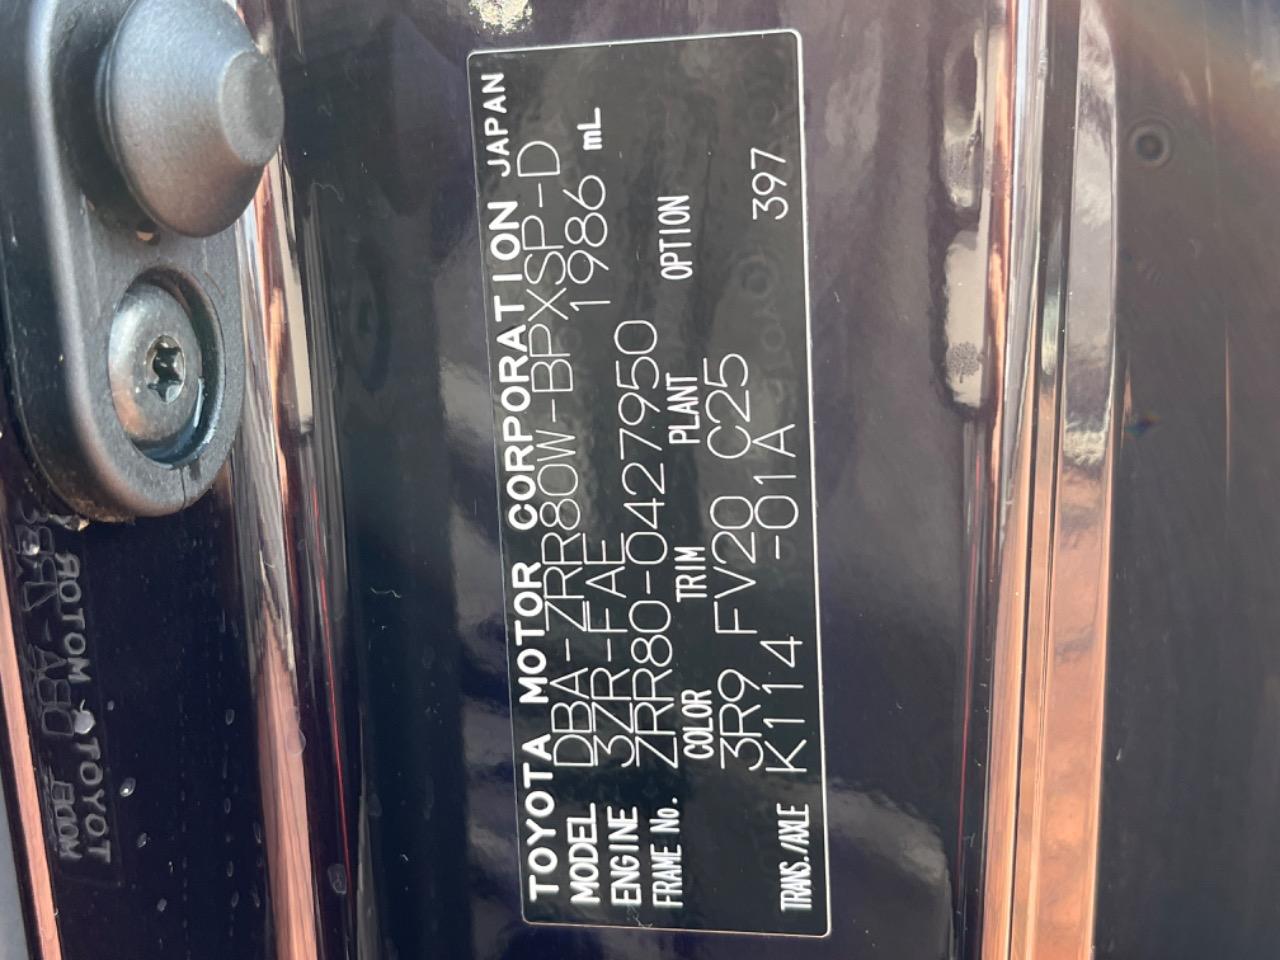 TOYOTA MOTOR CORPORATION JAPAN
MODEL DBA-ZRR80W-BPXSP-D
ENGINE 3ZR-FAE 1986 mL
FRAME No. ZRR80-0427950
COLOR TRIM PLANT OPTION
3R9 FV20 C25
TRANS./AXLE K114 -01A 397